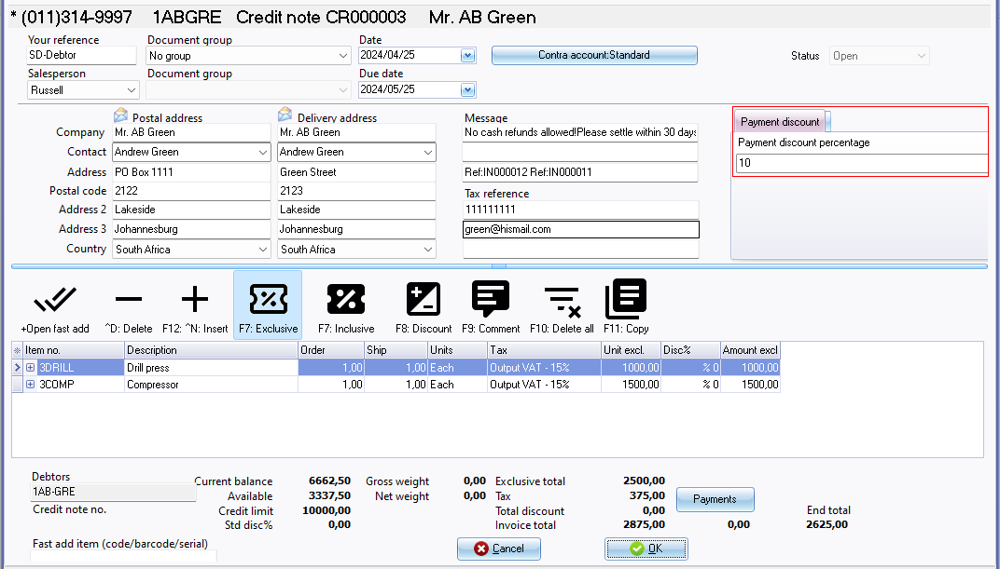 * (011)314-9997 1ABGRE Credit note CR000003 Mr. AB Green
Your reference Document group Date
SD-Debtor No group 2024/04/25 Contra account:Standard Status Open
Salesperson Document group Due date
Russell 2024/05/25
Postal address Delivery address Message Payment discount
Company Mr. AB Green Mr. AB Green No cash refunds allowed!Please settle within 30 days
Payment discount percentage
Contact Andrew Green Andrew Green
10
Address PO Box 1111 Green Street Ref:IN000012 Ref:IN000011
Postal code 2122 2123 Tax reference
Address 2 Lakeside Lakeside 111111111
Address 3 Johannesburg Johannesburg green@hismail.com
Country South Africa South Africa
+Open fast add ^D: Delete F12: ^N: Insert F7: Exclusive F7: Inclusive F8: Discount F9: Comment F10: Delete all F11: Copy
Item no. Description Order Ship Units Tax Unit excl. Disc% Amount excl
3DRILL Drill press 1,00 1,00 Each Output VAT - 15% 1000,00 % 0 1000,00
3COMP Compressor 1,00 1,00 Each Output VAT - 15% 1500,00 % 0 1500,00
Debtors Current balance 6662,50 Gross weight 0,00 Exclusive total 2500,00
1AB-GRE Available 3337,50 Net weight 0,00 Tax 375,00 Payments
Credit note no. Credit limit 10000,00 Total discount 0,00 End total
Std disc% 0,00 Invoice total 2875,00 0,00 2625,00
Fast add item (code/barcode/serial) Cancel OK